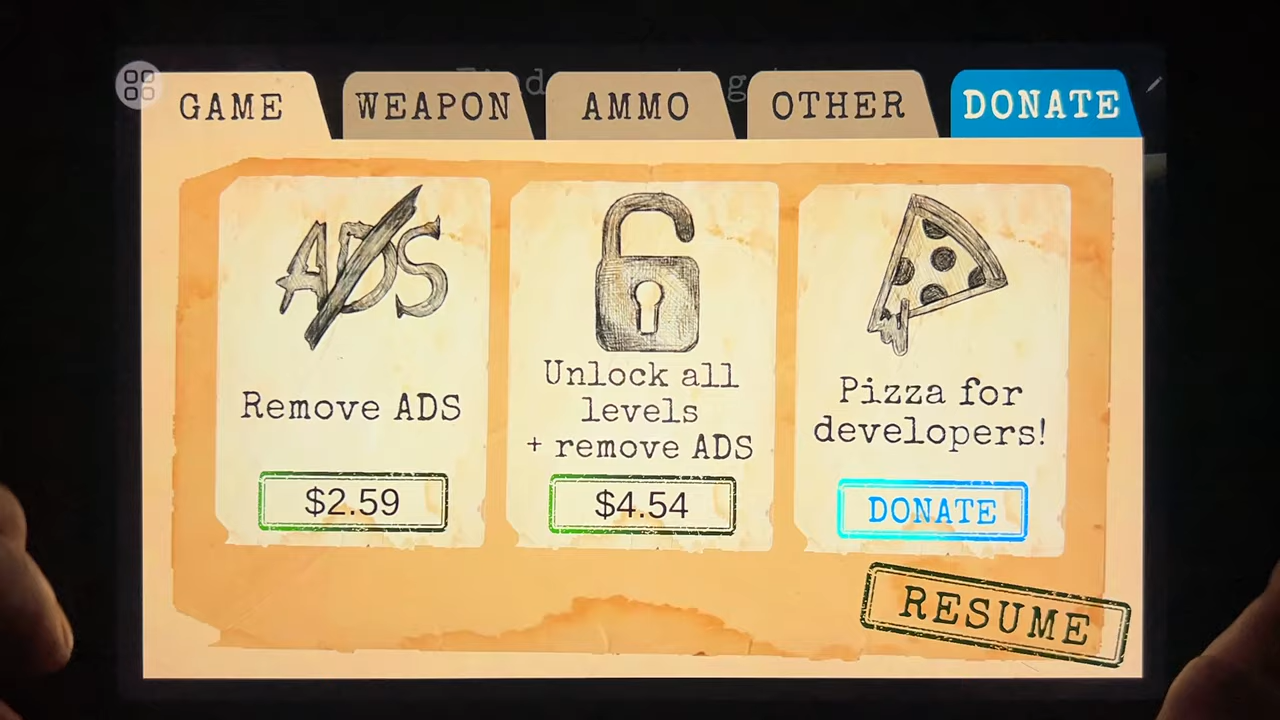 GAME
WEAPON
AMMO
OTHER
DONATE
ADS
Remove ADS
$2.59
Unlock all
levels
+ remove ADS
$4.54
Pizza for
developers!
DONATE
RESUME